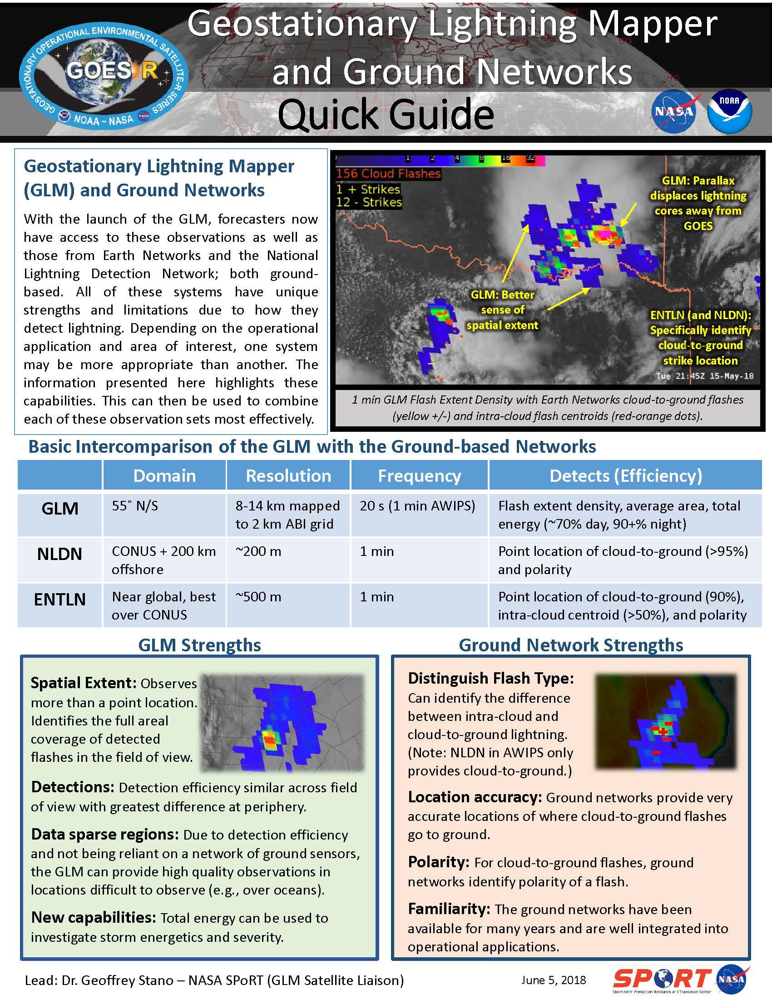 Geostationary Lightning Mapper
and Ground Networks
Quick Guide
GEOSTATIONARY OPERATIONAL ENVIRONMENTAL SATELLITE-R SERIES
GOES R
NOAA – NASA
NASA
NOAA
Geostationary Lightning Mapper
(GLM) and Ground Networks
With the launch of the GLM, forecasters now
have access to these observations as well as
those from Earth Networks and the National
Lightning Detection Network; both ground-
based. All of these systems have unique
strengths and limitations due to how they
detect lightning. Depending on the operational
application and area of interest, one system
may be more appropriate than another. The
information presented here highlights these
capabilities. This can then be used to combine
each of these observation sets most effectively.
1 2 4 8 16 32
156 Cloud Flashes
1 + Strikes
12 - Strikes
GLM: Parallax
displaces lightning
cores away from
GOES
GLM: Better
sense of
spatial extent
ENTLN (and NLDN):
Specifically identify
cloud-to-ground
strike location
Tue 21:45Z 15-May-18
1 min GLM Flash Extent Density with Earth Networks cloud-to-ground flashes
(yellow +/-) and intra-cloud flash centroids (red-orange dots).
Basic Intercomparison of the GLM with the Ground-based Networks
Domain Resolution Frequency Detects (Efficiency)
GLM 55° N/S 8-14 km mapped 20 s (1 min AWIPS) Flash extent density, average area, total
to 2 km ABI grid energy (~70% day, 90+% night)
NLDN CONUS + 200 km ~200 m 1 min Point location of cloud-to-ground (>95%)
offshore and polarity
ENTLN Near global, best ~500 m 1 min Point location of cloud-to-ground (90%),
over CONUS intra-cloud centroid (>50%), and polarity
GLM Strengths
Spatial Extent: Observes
more than a point location.
Identifies the full areal
coverage of detected
flashes in the field of view.
Detections: Detection efficiency similar across field
of view with greatest difference at periphery.
Data sparse regions: Due to detection efficiency
and not being reliant on a network of ground sensors,
the GLM can provide high quality observations in
locations difficult to observe (e.g., over oceans).
New capabilities: Total energy can be used to
investigate storm energetics and severity.
Ground Network Strengths
Distinguish Flash Type:
Can identify the difference
between intra-cloud and
cloud-to-ground lightning.
(Note: NLDN in AWIPS only
provides cloud-to-ground.)
Location accuracy: Ground networks provide very
accurate locations of where cloud-to-ground flashes
go to ground.
Polarity: For cloud-to-ground flashes, ground
networks identify polarity of a flash.
Familiarity: The ground networks have been
available for many years and are well integrated into
operational applications.
Lead: Dr. Geoffrey Stano – NASA SPoRT (GLM Satellite Liaison)
June 5, 2018
SPoRT
Short-term Prediction Research and Transition Center
NASA